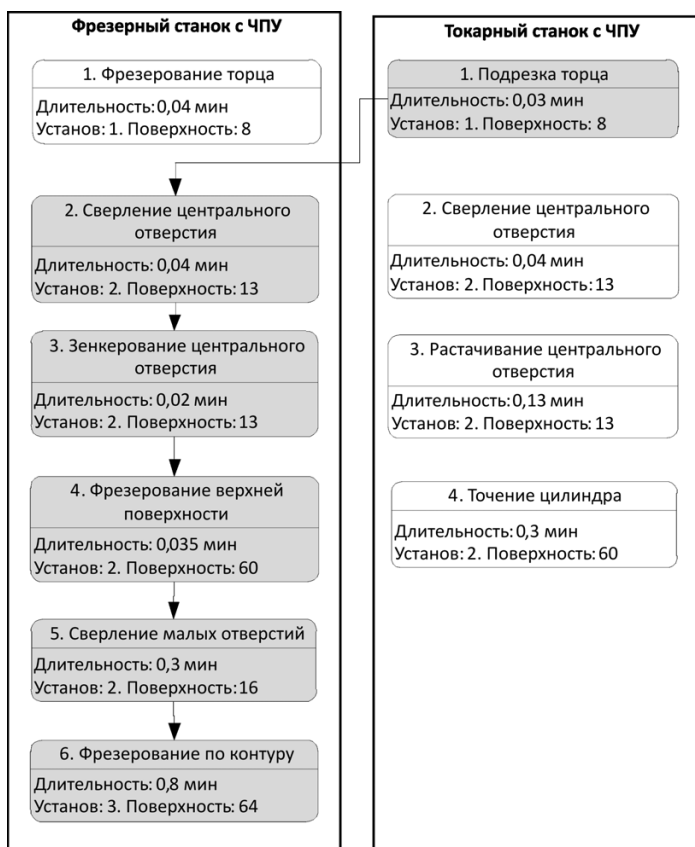 Фрезерный станок с ЧПУ
1. Фрезерование торца
Длительность: 0,04 мин
Установ: 1. Поверхность: 8
2. Сверление центрального
отверстия
Длительность: 0,04 мин
Установ: 2. Поверхность: 13
3. Зенкерование центрального
отверстия
Длительность: 0,02 мин
Установ: 2. Поверхность: 13
4. Фрезерование верхней
поверхности
Длительность: 0,035 мин
Установ: 2. Поверхность: 60
5. Сверление малых отверстий
Длительность: 0,3 мин
Установ: 2. Поверхность: 16
6. Фрезерование по контуру
Длительность: 0,8 мин
Установ: 3. Поверхность: 64
Токарный станок с ЧПУ
1. Подрезка торца
Длительность: 0,03 мин
Установ: 1. Поверхность: 8
2. Сверление центрального
отверстия
Длительность: 0,04 мин
Установ: 2. Поверхность: 13
3. Растачивание центрального
отверстия
Длительность: 0,13 мин
Установ: 2. Поверхность: 13
4. Точение цилиндра
Длительность: 0,3 мин
Установ: 2. Поверхность: 60